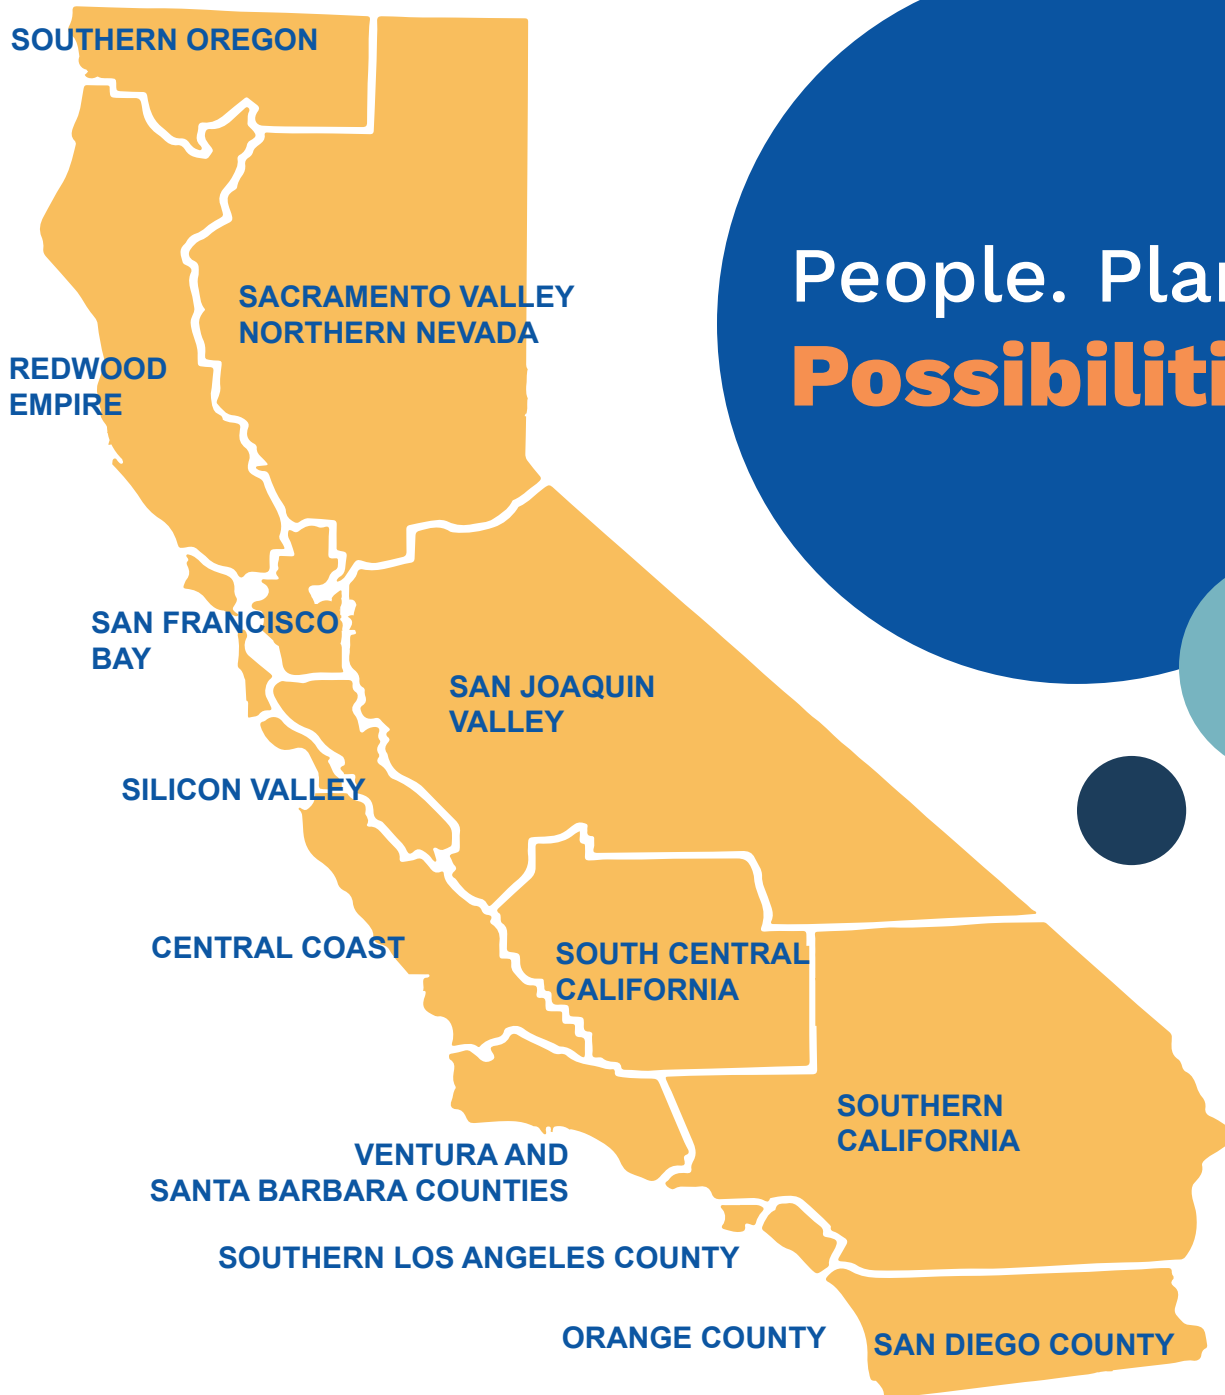 SOUTHERN OREGON
People. Plan
Possibiliti
SACRAMENTO VALLEY
NORTHERN NEVADA
REDWOOD
EMPIRE
SAN FRANCISCO
BAY
SAN JOAQUIN
VALLEY
SILICON VALLEY
CENTRAL COAST
SOUTH CENTRAL
CALIFORNIA
SOUTHERN
CALIFORNIA
VENTURA AND
SANTA BARBARA COUNTIES
SOUTHERN LOS ANGELES COUNTY
ORANGE COUNTY
SAN DIEGO COUNTY